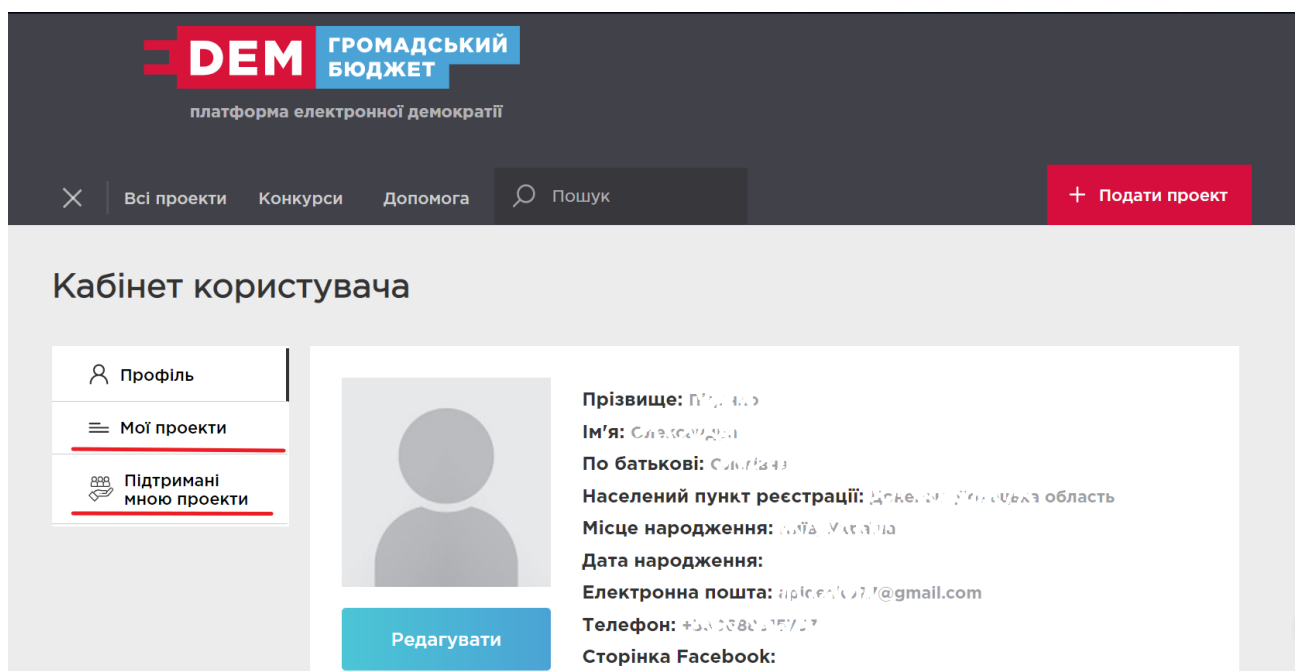 DEM ГРОМАДСЬКИЙ
БЮДЖЕТ
платформа електронної демократії
Всі проекти Конкурси Допомога Пошук + Подати проект
Кабінет користувача
Профіль
Мої проекти
Підтримані
мною проекти
Прізвище:
Ім'я:
По батькові:
Населений пункт реєстрації: область
Місце народження:
Дата народження:
Електронна пошта: @gmail.com
Телефон:
Сторінка Facebook:
Редагувати